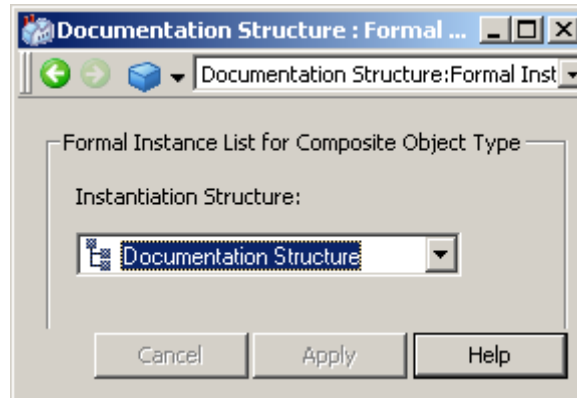 Documentation Structure : Formal ...
Documentation Structure:Formal Inst
Formal Instance List for Composite Object Type
Instantiation Structure:
Documentation Structure
Cancel Apply Help